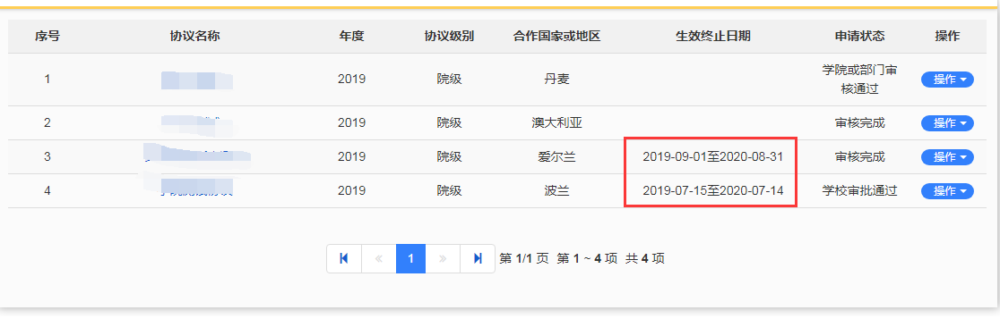 序号 协议名称 年度 协议级别 合作国家或地区 生效终止日期 申请状态 操作
1 2019 院级 丹麦 学院或部门审 操作
核通过
2 2019 院级 澳大利亚 审核完成 操作
3 2019 院级 爱尔兰 2019-09-01至2020-08-31 审核完成 操作
4 2019 院级 波兰 2019-07-15至2020-07-14 学校审批通过 操作
1 第 1/1 页 第 1 ~ 4 项 共 4 项